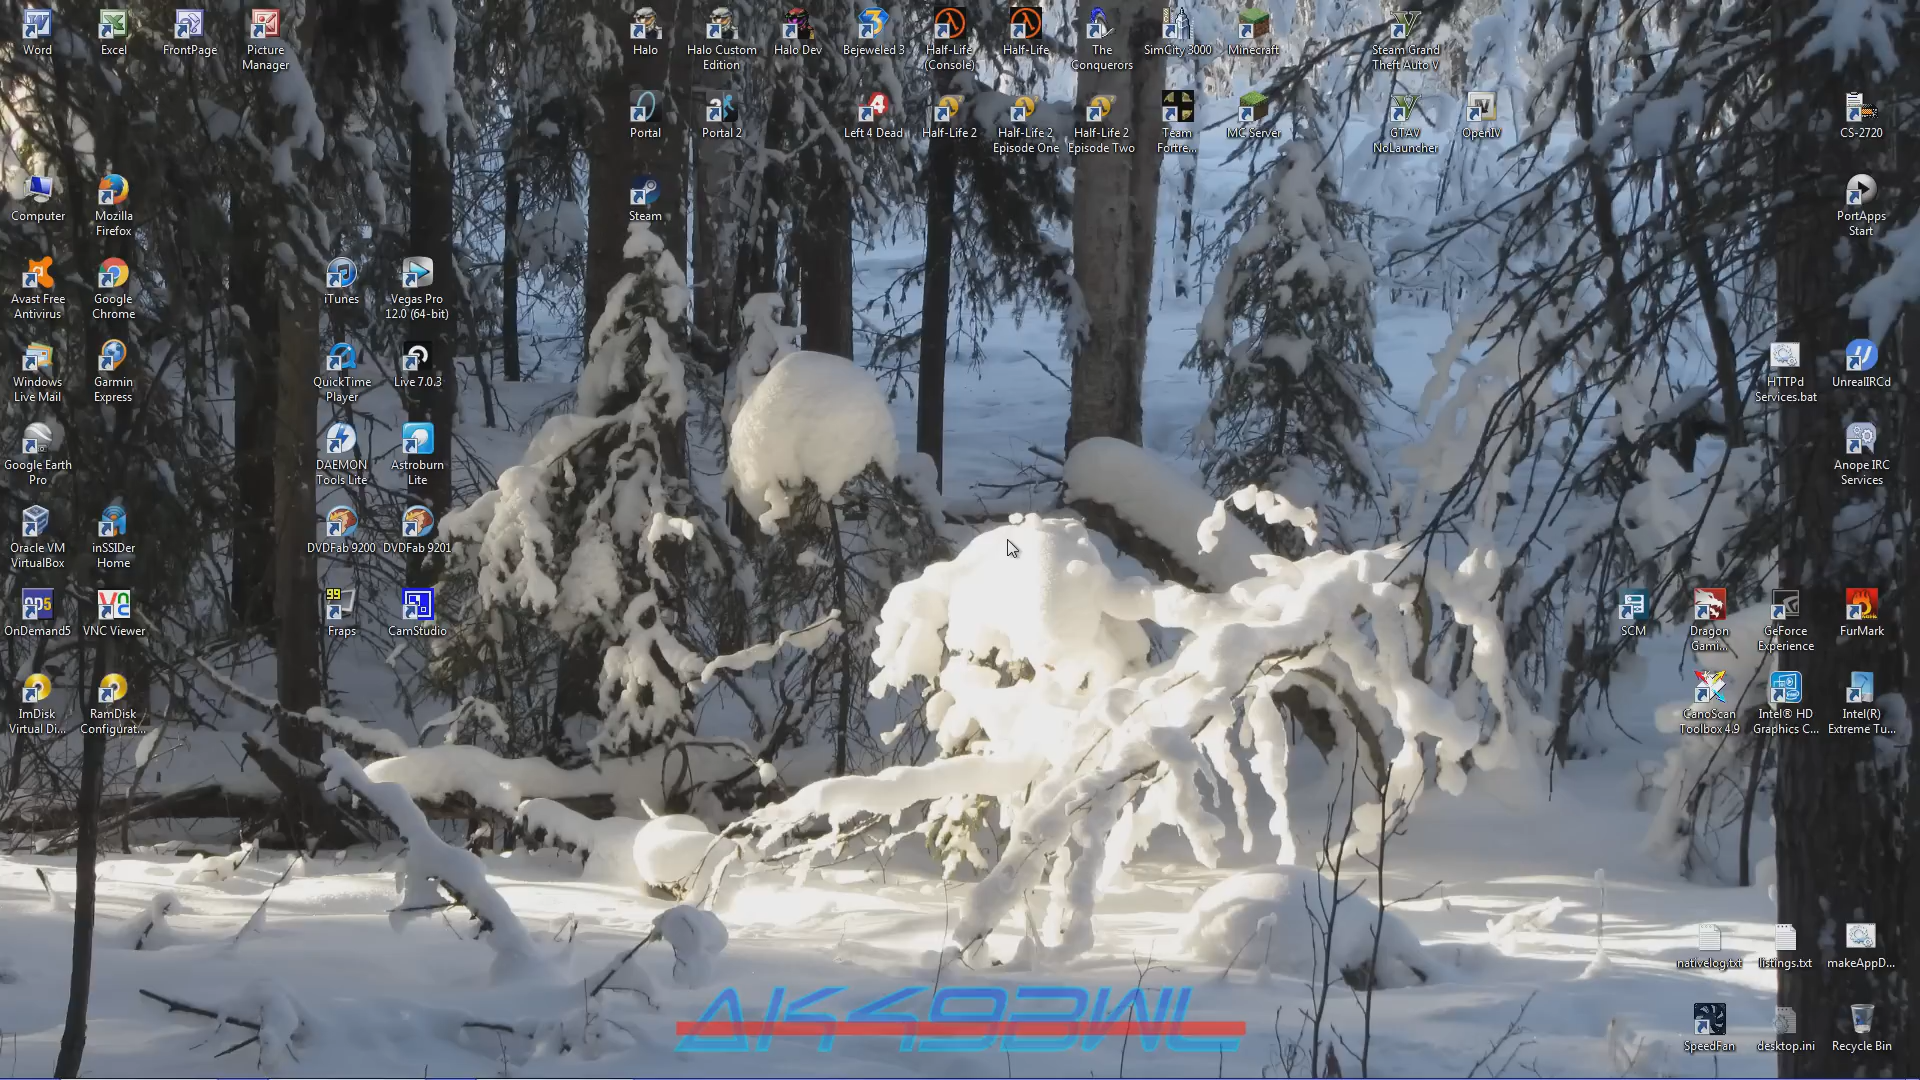 Word
Excel
FrontPage
Picture
Manager
Halo
Halo Custom
Edition
Halo Dev
Bejeweled 3
Half-Life
(Console)
Half-Life
The
Conquerors
SimCity 3000
Minecraft
Steam Grand
Theft Auto V
Portal
Portal 2
Left 4 Dead
Half-Life 2
Half-Life 2
Episode One
Half-Life 2
Episode Two
Team
Fortre...
MC Server
GTAV
NoLauncher
OpenIV
CS-2720
Computer
Mozilla
Firefox
Steam
PortApps
Start
Avast Free
Antivirus
Google
Chrome
iTunes
Vegas Pro
12.0 (64-bit)
Windows
Live Mail
Garmin
Express
QuickTime
Player
Live 7.0.3
HTTPd
Services.bat
UnrealIRCd
Google Earth
Pro
DAEMON
Tools Lite
Astroburn
Lite
Anope IRC
Services
Oracle VM
VirtualBox
inSSIDer
Home
DVDFab 9200
DVDFab 9201
OnDemand5
VNC Viewer
99
Fraps
CamStudio
SCM
Dragon
Gami...
GeForce
Experience
FurMark
ImDisk
Virtual Di...
RamDisk
Configurat...
CanoScan
Toolbox 4.9
Intel® HD
Graphics C...
Intel(R)
Extreme Tu...
nativelog.txt
listings.txt
makeAppD...
AK49BWL
SpeedFan
desktop.ini
Recycle Bin